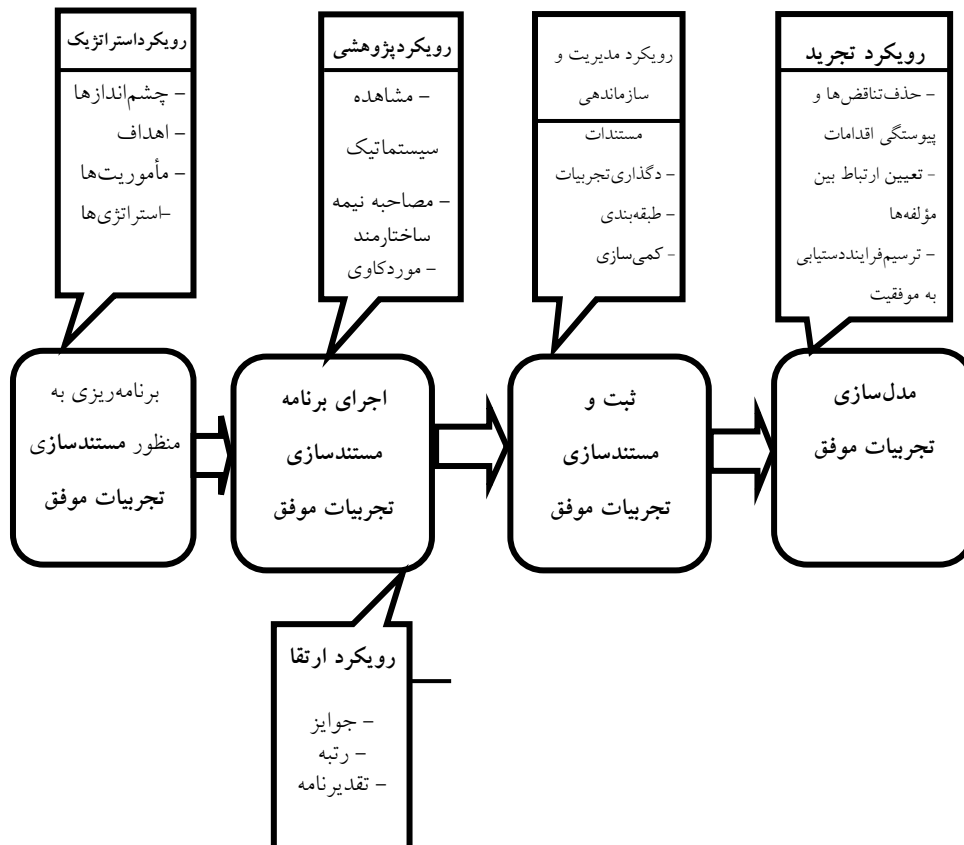 رویکرداستراتژیک
– چشم‌اندازها
– اهداف
– مأموریت‌ها
–استراتژی‌ها
رویکردپژوهشی
– مشاهده
سیستماتیک
– مصاحبه نیمه
ساختارمند
– موردکاوی
رویکرد مدیریت و
سازماندهی
مستندات
– دگذاری‌تجربیات
– طبقه‌بندی
- کمی‌سازی
رویکرد تجرید
– حذف‌تناقض‌ها و
پیوستگی اقدامات
- تعیین ارتباط بین
مؤلفه‌ها
– ترسیم‌فراینددستیابی
به موفقیت
برنامه‌ریزی به
منظور مستندسازی
تجربیات موفق
اجرای برنامه
مستندسازی
تجربیات موفق
ثبت و
مستندسازی
تجربیات موفق
مدل‌سازی
تجربیات موفق
رویکرد ارتقا
– جوایز
– رتبه
– تقدیرنامه